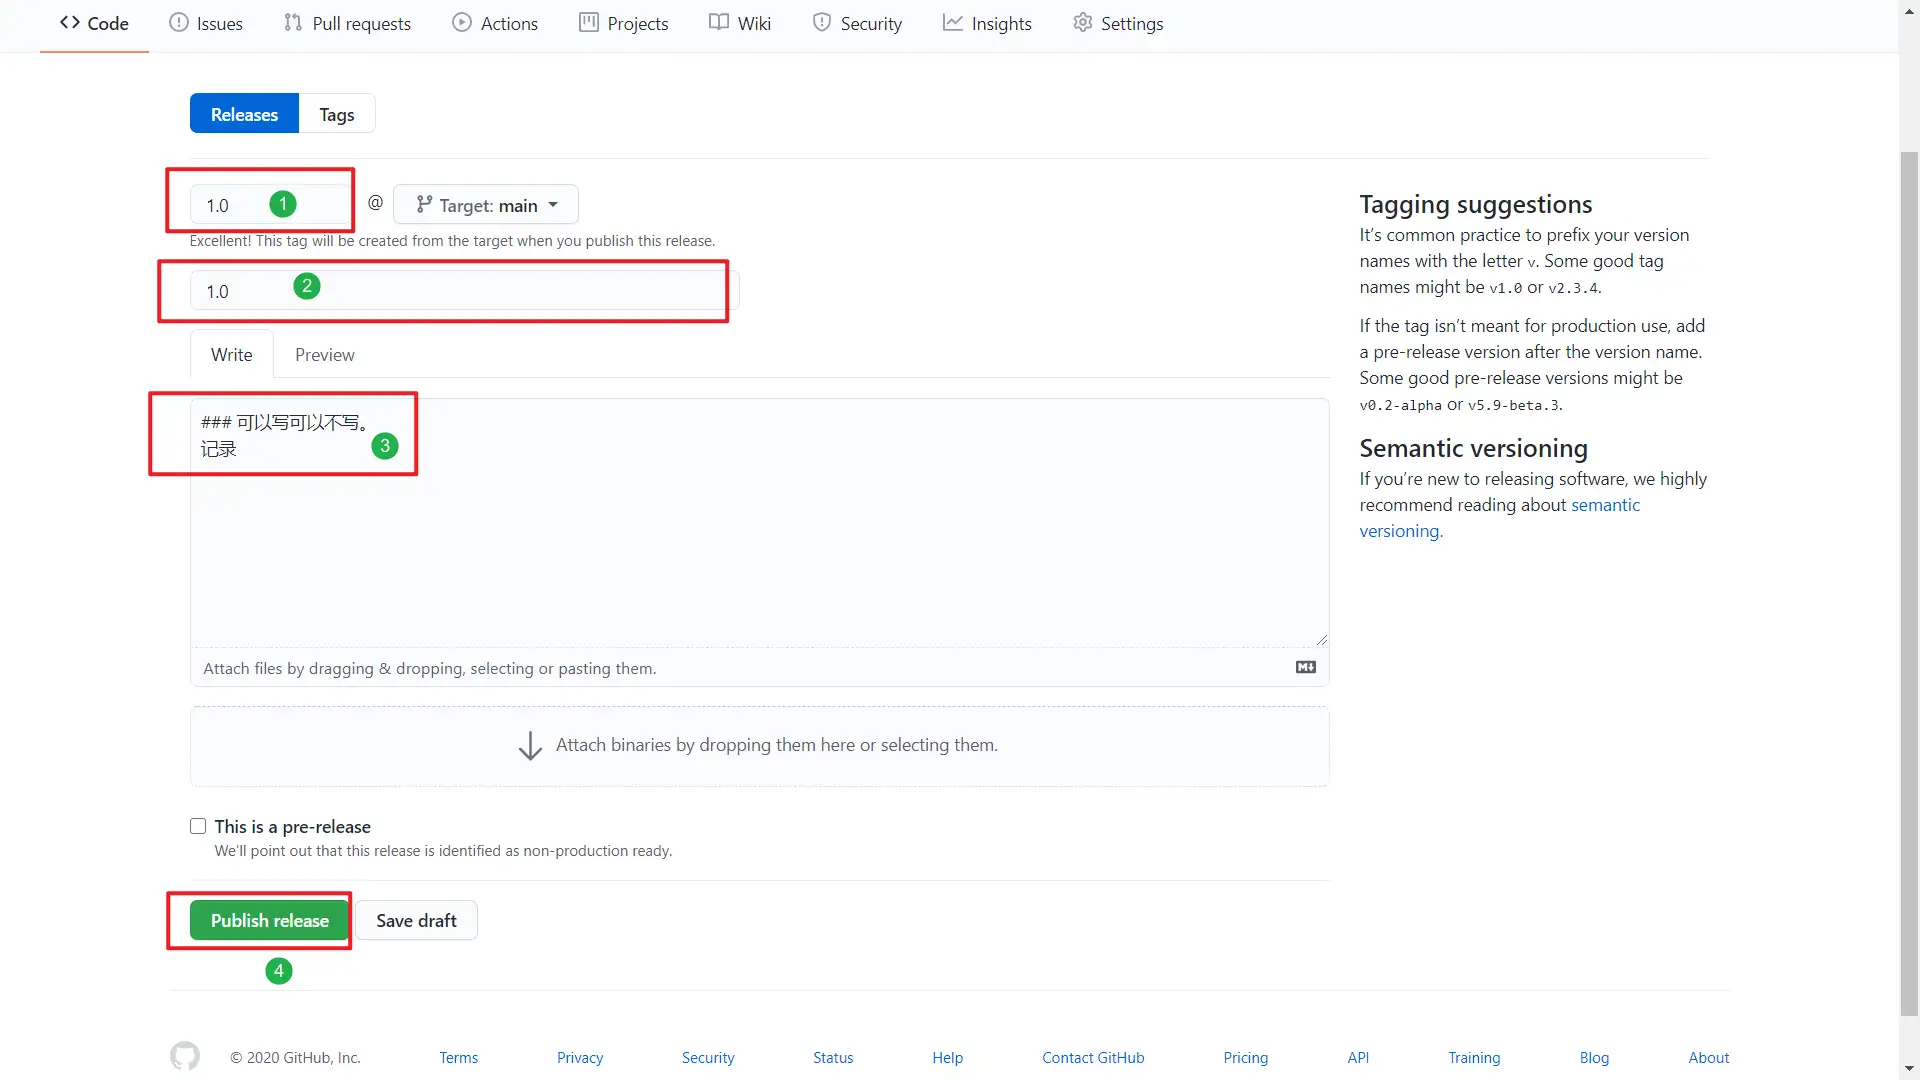 Code Issues Pull requests Actions Projects Wiki Security Insights Settings
Releases Tags
1.0 1 @ Target: main
Excellent! This tag will be created from the target when you publish this release.
1.0 2
Write Preview
### 可以写可以不写。
记录 3
Attach files by dragging & dropping, selecting or pasting them.
M↓
Attach binaries by dropping them here or selecting them.
This is a pre-release
We'll point out that this release is identified as non-production ready.
Publish release Save draft
4
Tagging suggestions
It's common practice to prefix your version
names with the letter v. Some good tag
names might be v1.0 or v2.3.4.
If the tag isn't meant for production use, add
a pre-release version after the version name.
Some good pre-release versions might be
v0.2-alpha or v5.9-beta.3.
Semantic versioning
If you're new to releasing software, we highly
recommend reading about semantic
versioning.
© 2020 GitHub, Inc. Terms Privacy Security Status Help Contact GitHub Pricing API Training Blog About